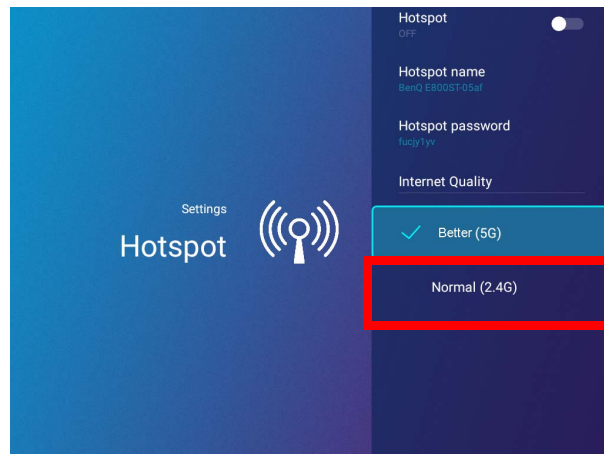 Settings
Hotspot
Hotspot
OFF
Hotspot name
BenQ E800ST-05af
Hotspot password
fucjy1yv
Internet Quality
Better (5G)
Normal (2.4G)